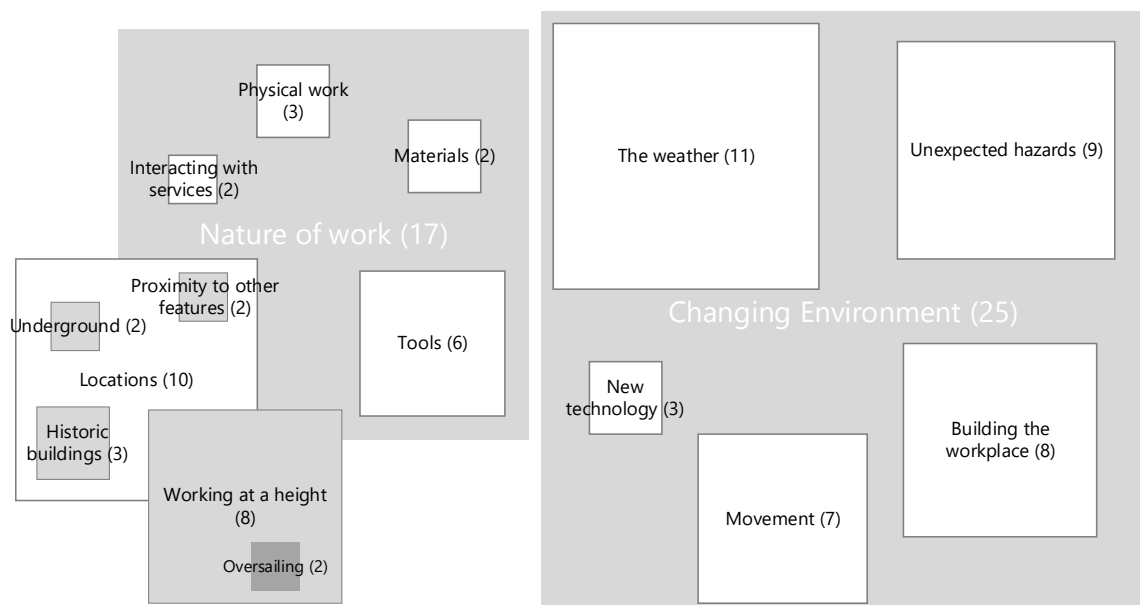 Physical work
(3)
Materials (2)
Interacting with
services (2)
Nature of work (17)
Proximity to other
features (2)
Underground (2)
Tools (6)
Locations (10)
Historic
buildings (3)
Working at a height
(8)
Oversailing (2)
The weather (11)
Unexpected hazards (9)
Changing Environment (25)
New
technology (3)
Building the
workplace (8)
Movement (7)